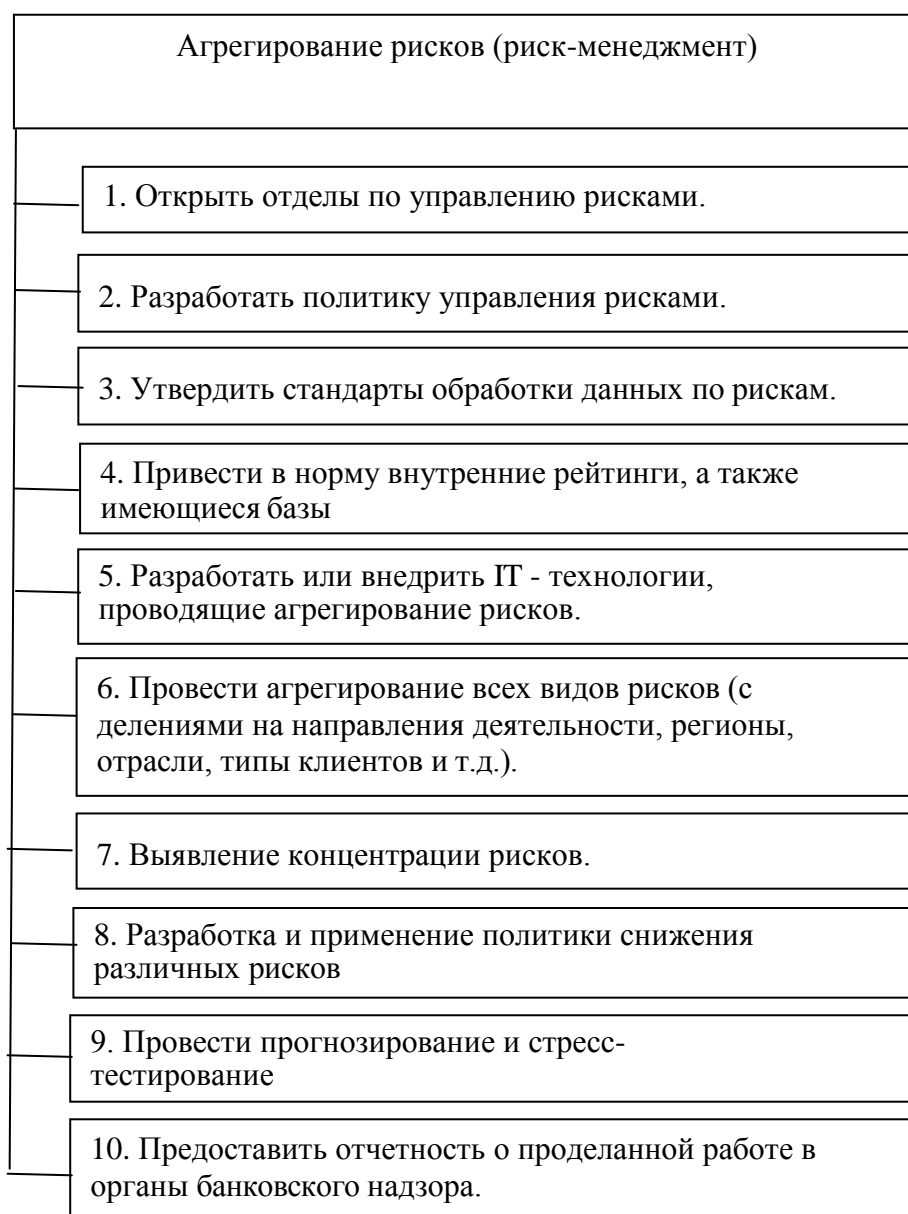 Агрегирование рисков (риск-менеджмент)
1. Открыть отделы по управлению рисками.
2. Разработать политику управления рисками.
3. Утвердить стандарты обработки данных по рискам.
4. Привести в норму внутренние рейтинги, а также
имеющиеся базы
5. Разработать или внедрить IT - технологии,
проводящие агрегирование рисков.
6. Провести агрегирование всех видов рисков (с
делениями на направления деятельности, регионы,
отрасли, типы клиентов и т.д.).
7. Выявление концентрации рисков.
8. Разработка и применение политики снижения
различных рисков
9. Провести прогнозирование и стресс-
тестирование
10. Предоставить отчетность о проделанной работе в
органы банковского надзора.